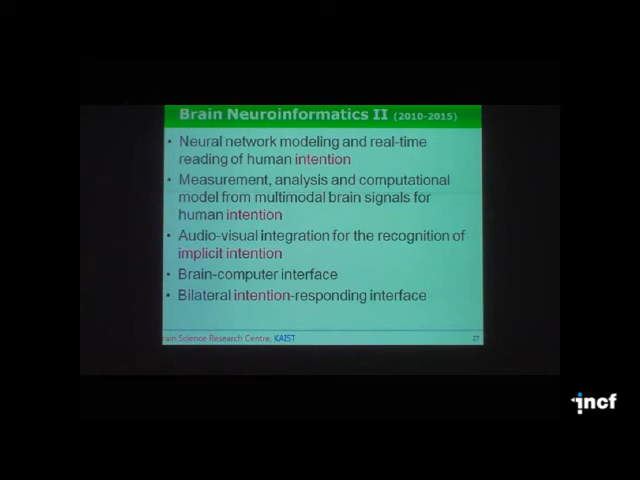 Brain Neuroinformatics II (2010-2015)
• Neural network modeling and real-time
reading of human intention
• Measurement, analysis and computational
model from multimodal brain signals for
human intention
• Audio-visual integration for the recognition of
implicit intention
• Brain-computer interface
• Bilateral intention-responding interface
rain Science Research Centre, KAIST
27
incf